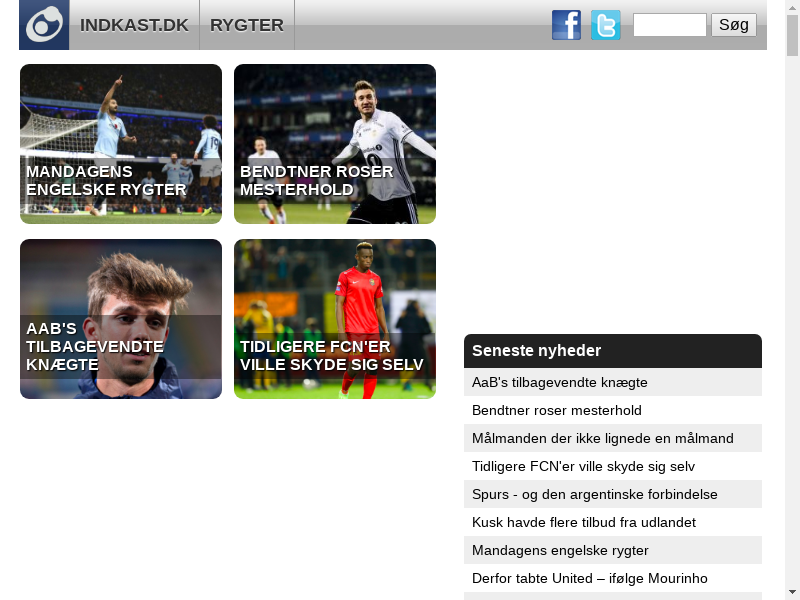 INDKAST.DK
RYGTER
Søg
MANDAGENS
ENGELSKE RYGTER
BENDTNER ROSER
MESTERHOLD
AAB'S
TILBAGEVENDTE
KNÆGTE
TIDLIGERE FCN'ER
VILLE SKYDE SIG SELV
Seneste nyheder
AaB's tilbagevendte knægte
Bendtner roser mesterhold
Målmanden der ikke lignede en målmand
Tidligere FCN'er ville skyde sig selv
Spurs - og den argentinske forbindelse
Kusk havde flere tilbud fra udlandet
Mandagens engelske rygter
Derfor tabte United – ifølge Mourinho